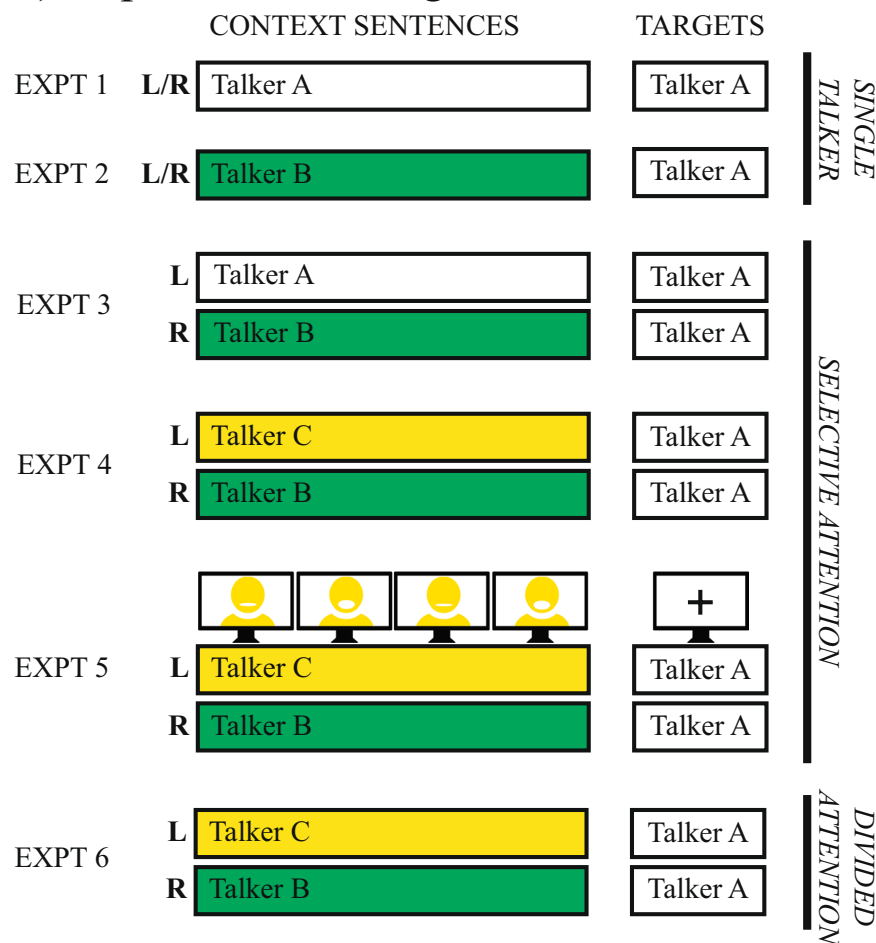 CONTEXT SENTENCES TARGETS
EXPT 1 L/R Talker A Talker A
EXPT 2 L/R Talker B Talker A
SINGLE
TALKER
L Talker A Talker A
EXPT 3
R Talker B Talker A
L Talker C Talker A
EXPT 4
R Talker B Talker A
+
EXPT 5 L Talker C Talker A
R Talker B Talker A
SELECTIVE ATTENTION
L Talker C Talker A
EXPT 6
R Talker B Talker A
DIVIDED
ATTENTION